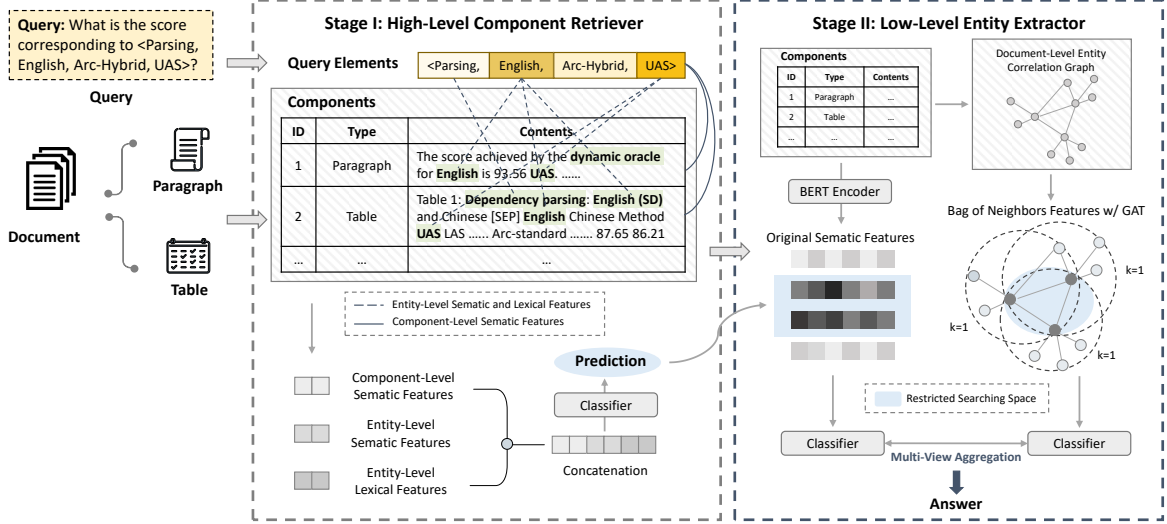 Query: What is the score
corresponding to <Parsing,
English, Arc-Hybrid, UAS>?
Query
Document
Paragraph
Table
Stage I: High-Level Component Retriever
Query Elements
<Parsing,
English,
Arc-Hybrid,
UAS>
Components
ID Type Contents
1 Paragraph The score achieved by the dynamic oracle
for English is 93.56 UAS. ......
2 Table Table 1: Dependency parsing: English (SD)
and Chinese [SEP] English Chinese Method
UAS LAS ...... Arc-standard ....... 87.65 86.21
... ... ...
Entity-Level Sematic and Lexical Features
Component-Level Sematic Features
Component-Level
Sematic Features
Entity-Level
Sematic Features
Entity-Level
Lexical Features
Prediction
Classifier
Concatenation
Stage II: Low-Level Entity Extractor
Components
ID Type Contents
1 Paragraph ...
2 Table ...
... ... ...
Document-Level Entity
Correlation Graph
BERT Encoder
Original Sematic Features
Bag of Neighbors Features w/ GAT
k=1
k=1
k=1
Restricted Searching Space
Classifier
Classifier
Multi-View Aggregation
Answer